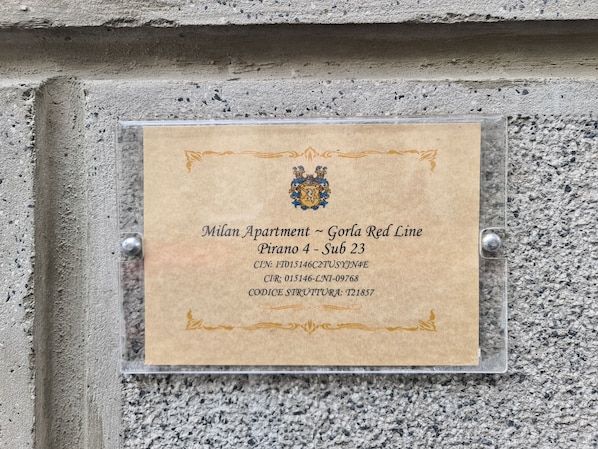 Milan Apartment ~ Gorla Red Line
Pirano 4 - Sub 23
CIN: IT015146C2TUSYJN4E
CIR: 015146-LNI-09768
CODICE STRUTTURA: T21857